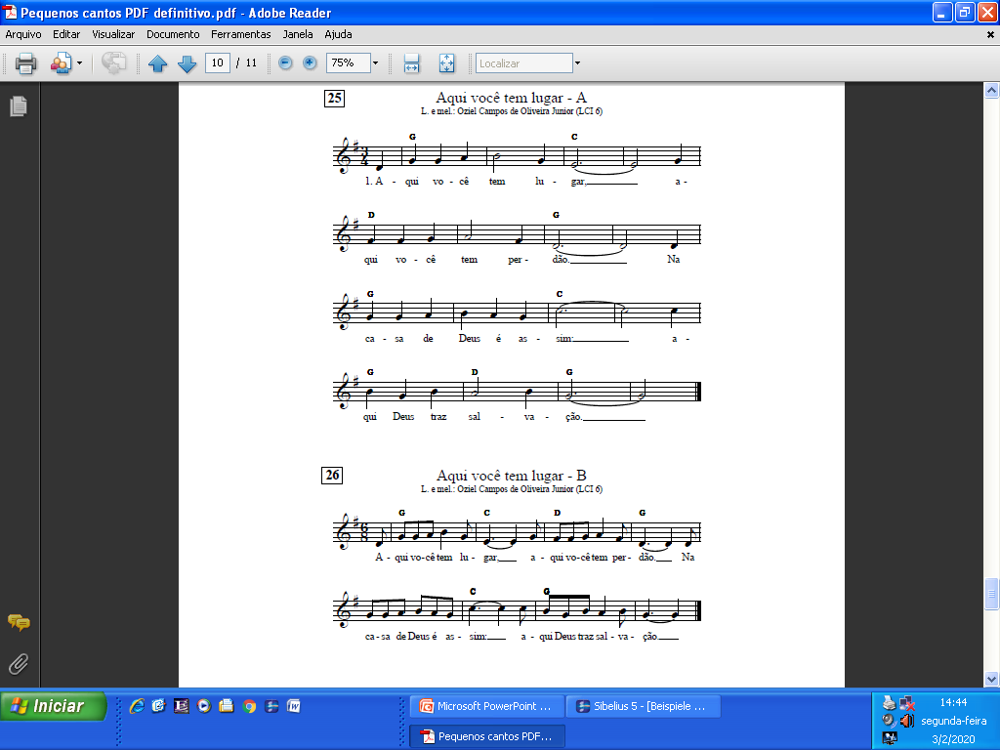 Pequenos cantos PDF definitivo.pdf - Adobe Reader
Arquivo Editar Visualizar Documento Ferramentas Janela Ajuda
10 / 11 75% Localizar
25 Aqui você tem lugar - A
L. e mel.: Oziel Campos de Oliveira Junior (LCI 6)
G C
3 4
1. A - qui vo - cê tem lu - gar, a -
D G
qui vo - cê tem per - dão. Na
G C
ca - sa de Deus é as - sim: a -
G D G
qui Deus traz sal - va - ção.
26 Aqui você tem lugar - B
L. e mel.: Oziel Campos de Oliveira Junior (LCI 6)
G C D G
6 8
A - qui vo-cê tem lu - gar, a - qui vo-cê tem per - dão. Na
C G
ca - sa de Deus é as - sim: a - qui Deus traz sal - va - ção.
Iniciar
Microsoft PowerPoint ... Sibelius 5 - [Beispiele ...
Pequenos cantos PDF...
14:44
segunda-feira
3/2/2020